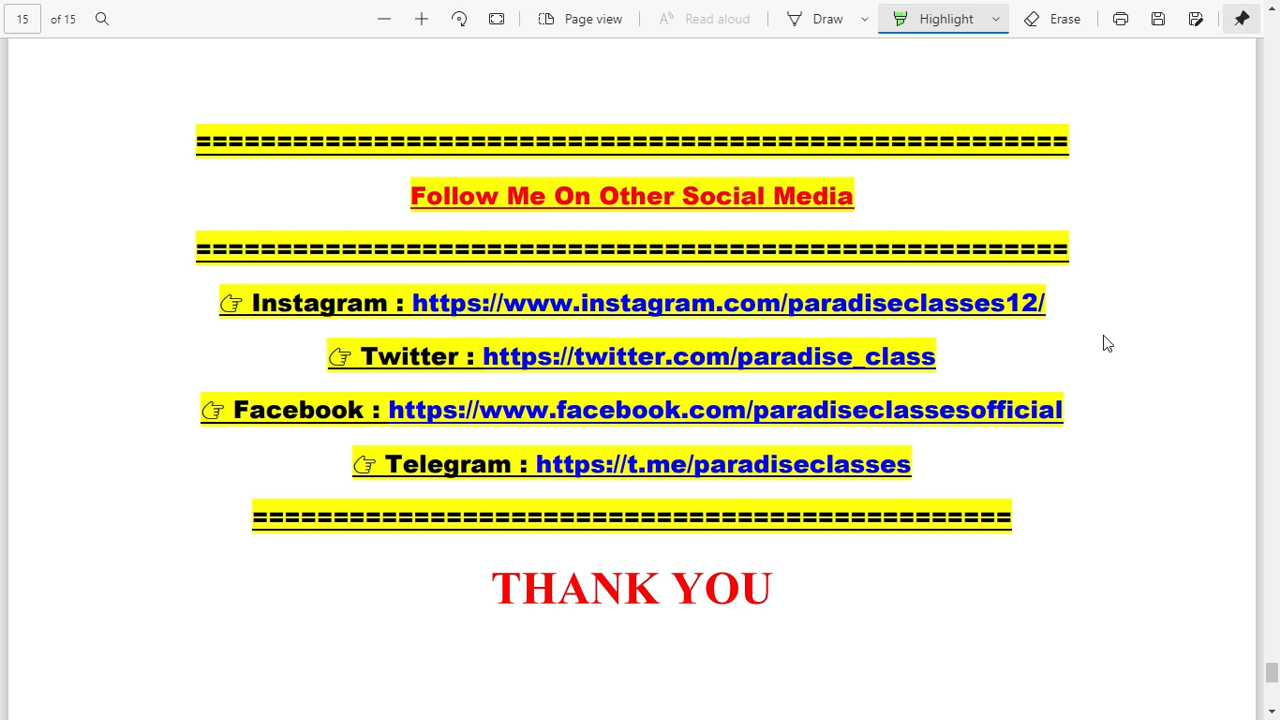 15 of 15 Page view Read aloud Draw Highlight Erase
======================================================
Follow Me On Other Social Media
======================================================
☞ Instagram : https://www.instagram.com/paradiseclasses12/
☞ Twitter : https://twitter.com/paradise_class
☞ Facebook : https://www.facebook.com/paradiseclassesofficial
☞ Telegram : https://t.me/paradiseclasses
===============================================
THANK YOU